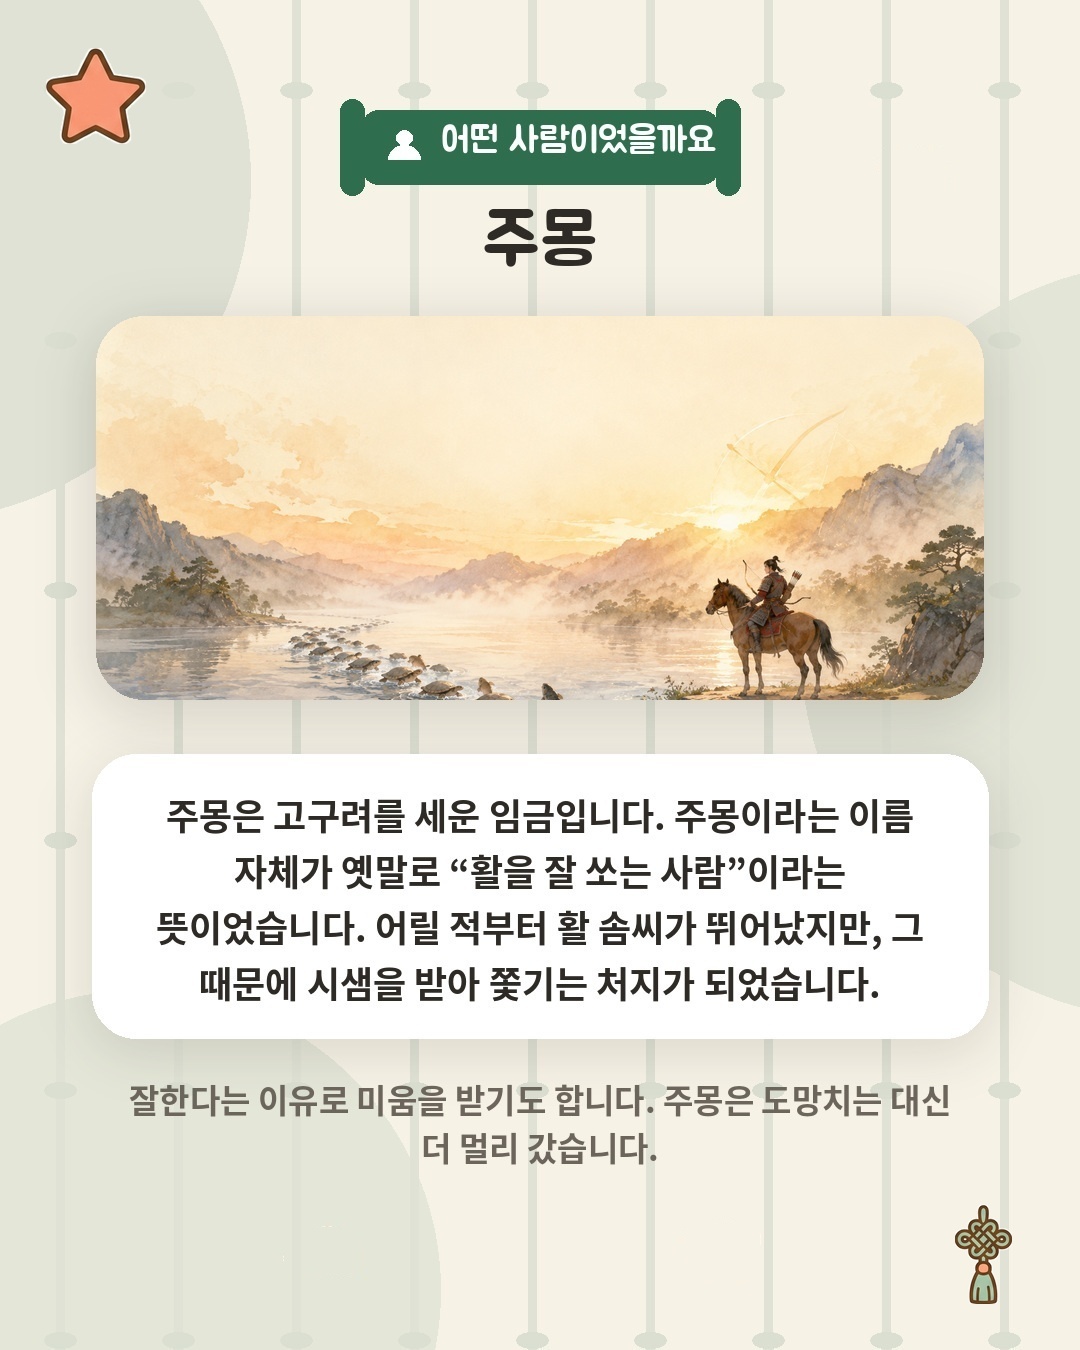 어떤 사람이었을까요
주몽
주몽은 고구려를 세운 임금입니다. 주몽이라는 이름
자체가 옛말로 “활을 잘 쏘는 사람”이라는
뜻이었습니다. 어릴 적부터 활 솜씨가 뛰어났지만, 그
때문에 시샘을 받아 쫓기는 처지가 되었습니다.
잘한다는 이유로 미움을 받기도 합니다. 주몽은 도망치는 대신
더 멀리 갔습니다.